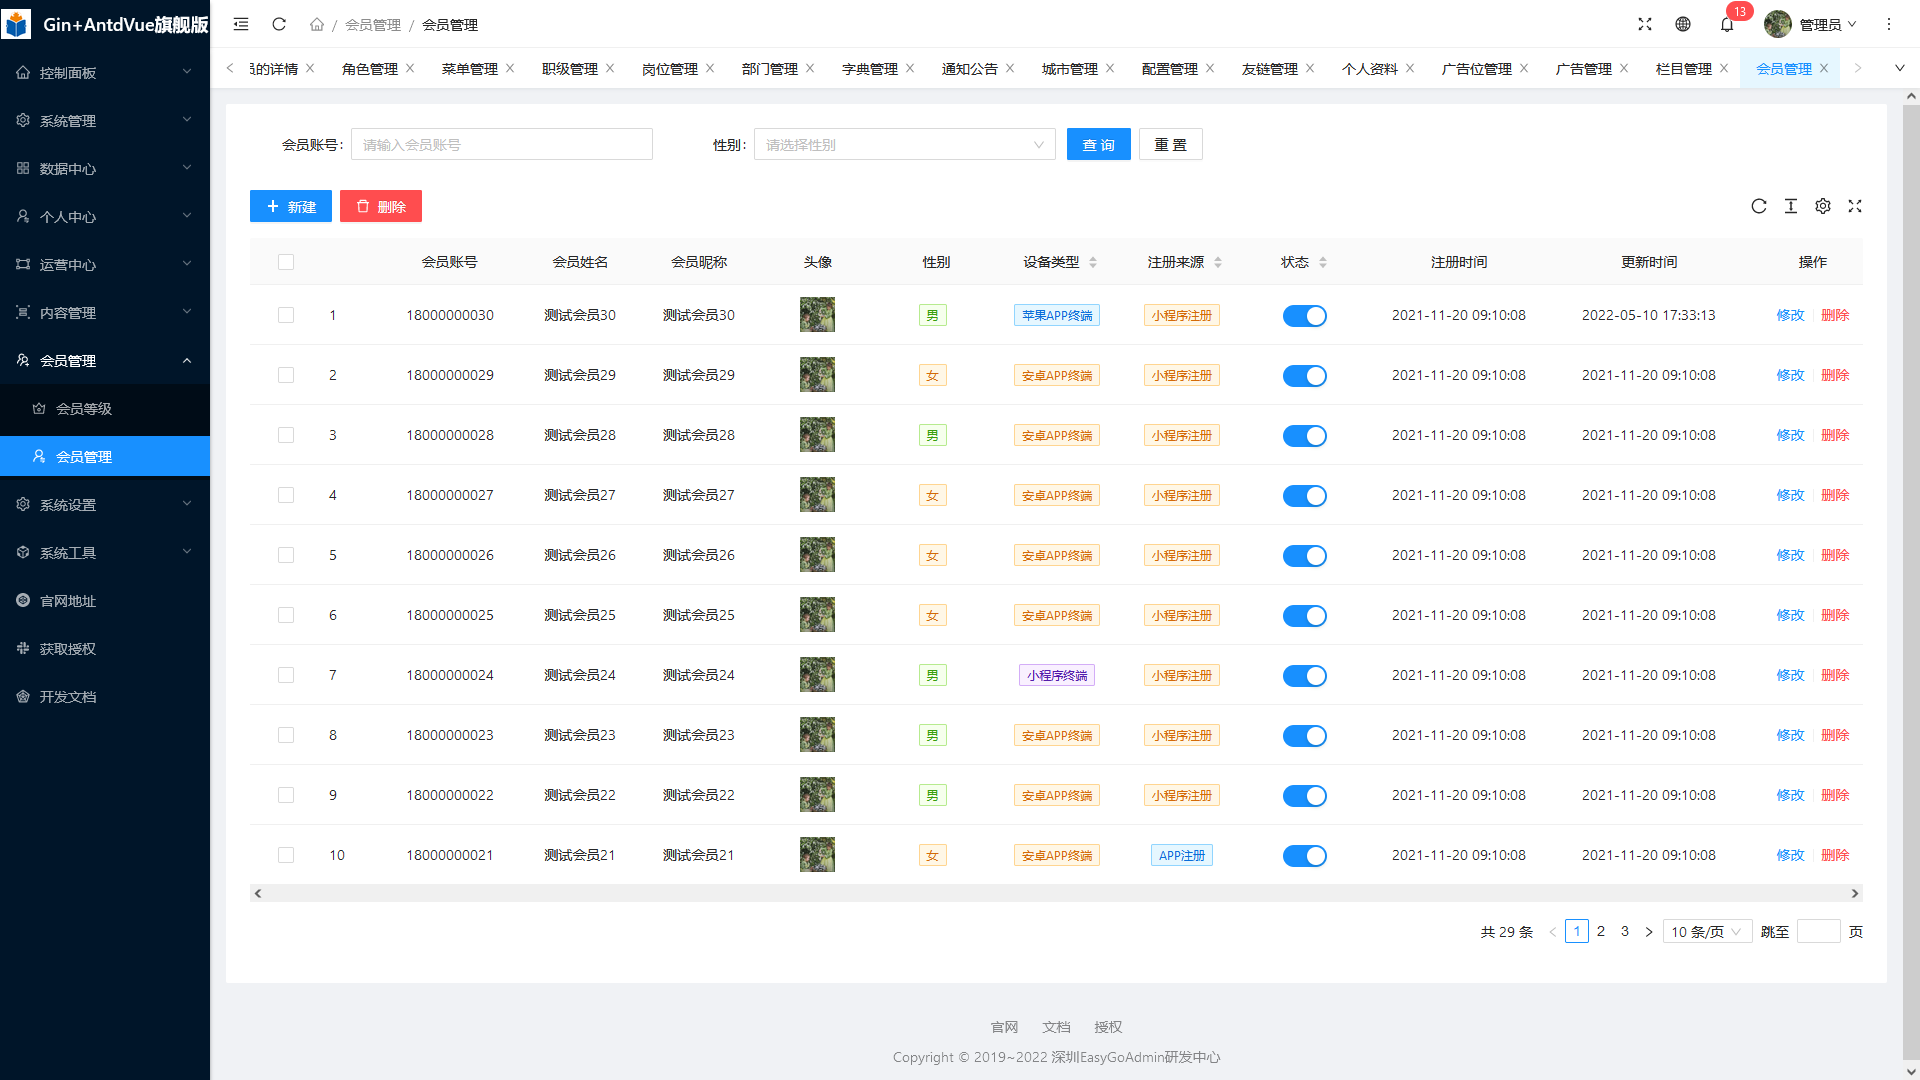 Gin+AntdVue旗舰版
控制面板
系统管理
数据中心
个人中心
运营中心
内容管理
会员管理
会员等级
会员管理
系统设置
系统工具
官网地址
获取授权
开发文档
/ 会员管理 / 会员管理
13
管理员
员的详情 角色管理 菜单管理 职级管理 岗位管理 部门管理 字典管理 通知公告 城市管理 配置管理 友链管理 个人资料 广告位管理 广告管理 栏目管理 会员管理
会员账号: 请输入会员账号 性别: 请选择性别 查 询 重 置
新建 删除
会员账号 会员姓名 会员昵称 头像 性别 设备类型 注册来源 状态 注册时间 更新时间 操作
1 18000000030 测试会员30 测试会员30 男 苹果APP终端 小程序注册 2021-11-20 09:10:08 2022-05-10 17:33:13 修改 删除
2 18000000029 测试会员29 测试会员29 女 安卓APP终端 小程序注册 2021-11-20 09:10:08 2021-11-20 09:10:08 修改 删除
3 18000000028 测试会员28 测试会员28 男 安卓APP终端 小程序注册 2021-11-20 09:10:08 2021-11-20 09:10:08 修改 删除
4 18000000027 测试会员27 测试会员27 女 安卓APP终端 小程序注册 2021-11-20 09:10:08 2021-11-20 09:10:08 修改 删除
5 18000000026 测试会员26 测试会员26 女 安卓APP终端 小程序注册 2021-11-20 09:10:08 2021-11-20 09:10:08 修改 删除
6 18000000025 测试会员25 测试会员25 女 安卓APP终端 小程序注册 2021-11-20 09:10:08 2021-11-20 09:10:08 修改 删除
7 18000000024 测试会员24 测试会员24 男 小程序终端 小程序注册 2021-11-20 09:10:08 2021-11-20 09:10:08 修改 删除
8 18000000023 测试会员23 测试会员23 男 安卓APP终端 小程序注册 2021-11-20 09:10:08 2021-11-20 09:10:08 修改 删除
9 18000000022 测试会员22 测试会员22 男 安卓APP终端 小程序注册 2021-11-20 09:10:08 2021-11-20 09:10:08 修改 删除
10 18000000021 测试会员21 测试会员21 女 安卓APP终端 APP注册 2021-11-20 09:10:08 2021-11-20 09:10:08 修改 删除
共 29 条 1 2 3 10 条/页 跳至 页
官网 文档 授权
Copyright © 2019~2022 深圳EasyGoAdmin研发中心